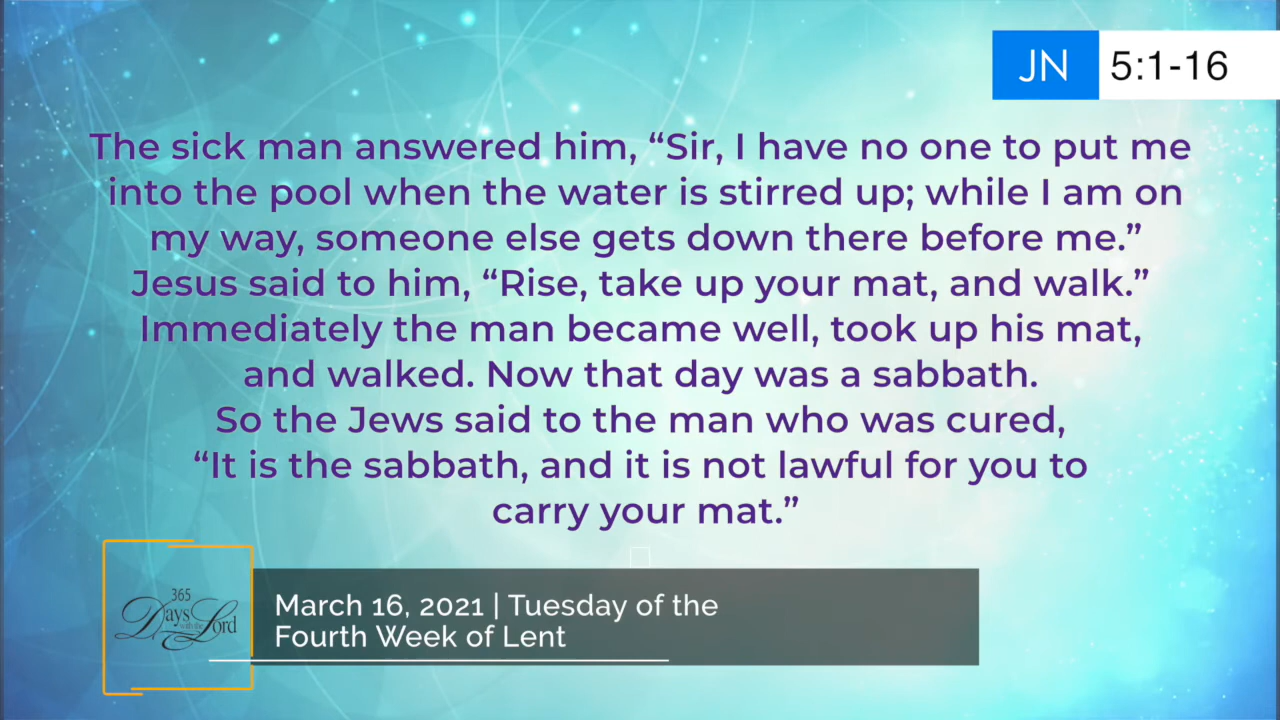 JN 5:1-16
The sick man answered him, “Sir, I have no one to put me
into the pool when the water is stirred up; while I am on
my way, someone else gets down there before me.”
Jesus said to him, “Rise, take up your mat, and walk.”
Immediately the man became well, took up his mat,
and walked. Now that day was a sabbath.
So the Jews said to the man who was cured,
“It is the sabbath, and it is not lawful for you to
carry your mat.”
365
Days with the Lord
March 16, 2021 | Tuesday of the
Fourth Week of Lent